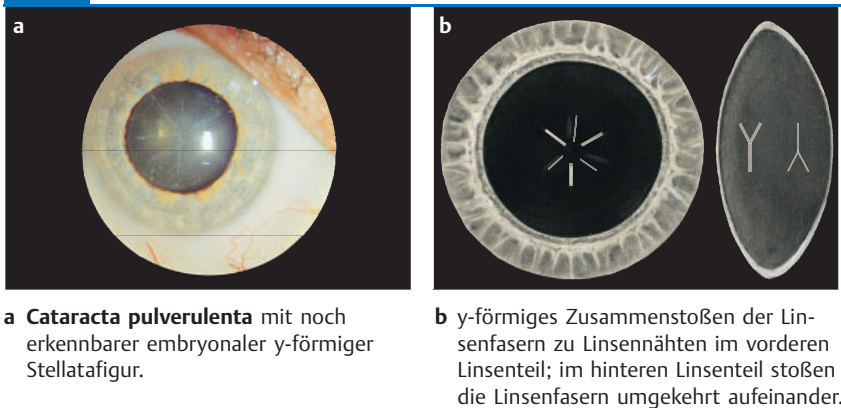 a
b
a Cataracta pulverulenta mit noch
erkennbarer embryonaler y-förmiger
Stellatafigur.
b y-förmiges Zusammenstoßen der Lin-
senfasern zu Linsennähten im vorderen
Linsenteil; im hinteren Linsenteil stoßen
die Linsenfasern umgekehrt aufeinander.